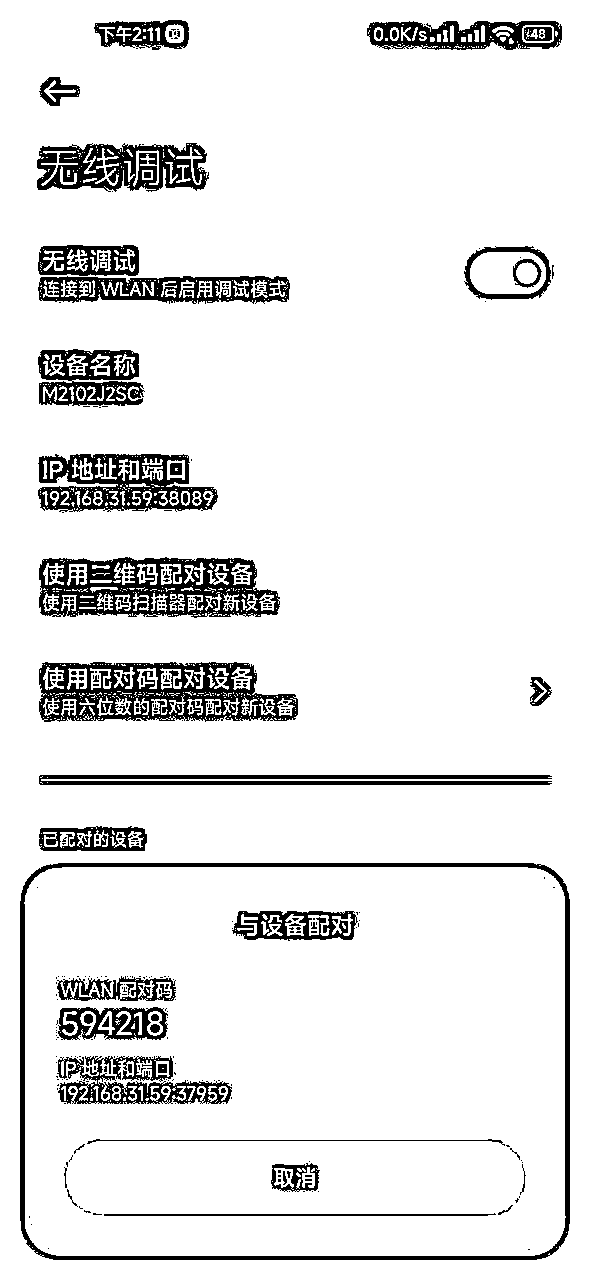 下午2:11
0.0K/s
48
无线调试
无线调试
连接到 WLAN 后启用调试模式
设备名称
M2102J2SC
IP 地址和端口
192.168.31.59:38089
使用二维码配对设备
使用二维码扫描器配对新设备
使用配对码配对设备
使用六位数的配对码配对新设备
已配对的设备
与设备配对
WLAN 配对码
594218
IP 地址和端口
192.168.31.59:37959
取消